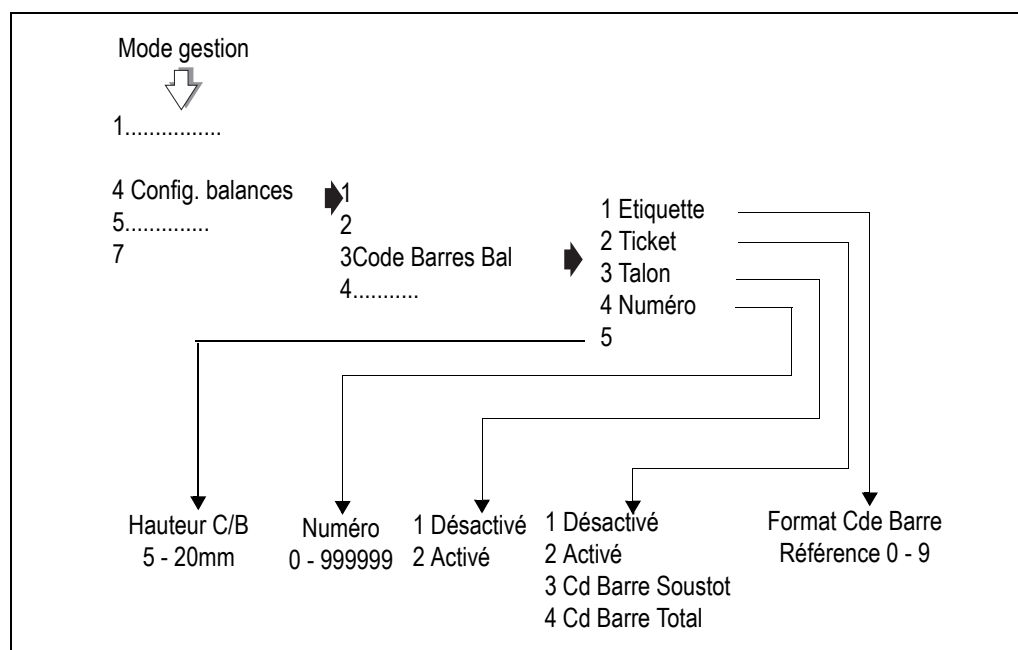 Mode gestion
1................
4 Config. balances
5..............
7
1
2
3Code Barres Bal
4...........
1 Etiquette
2 Ticket
3 Talon
4 Numéro
5
Hauteur C/B
5 - 20mm
Numéro
0 - 999999
1 Désactivé
2 Activé
1 Désactivé
2 Activé
3 Cd Barre Soustot
4 Cd Barre Total
Format Cde Barre
Référence 0 - 9